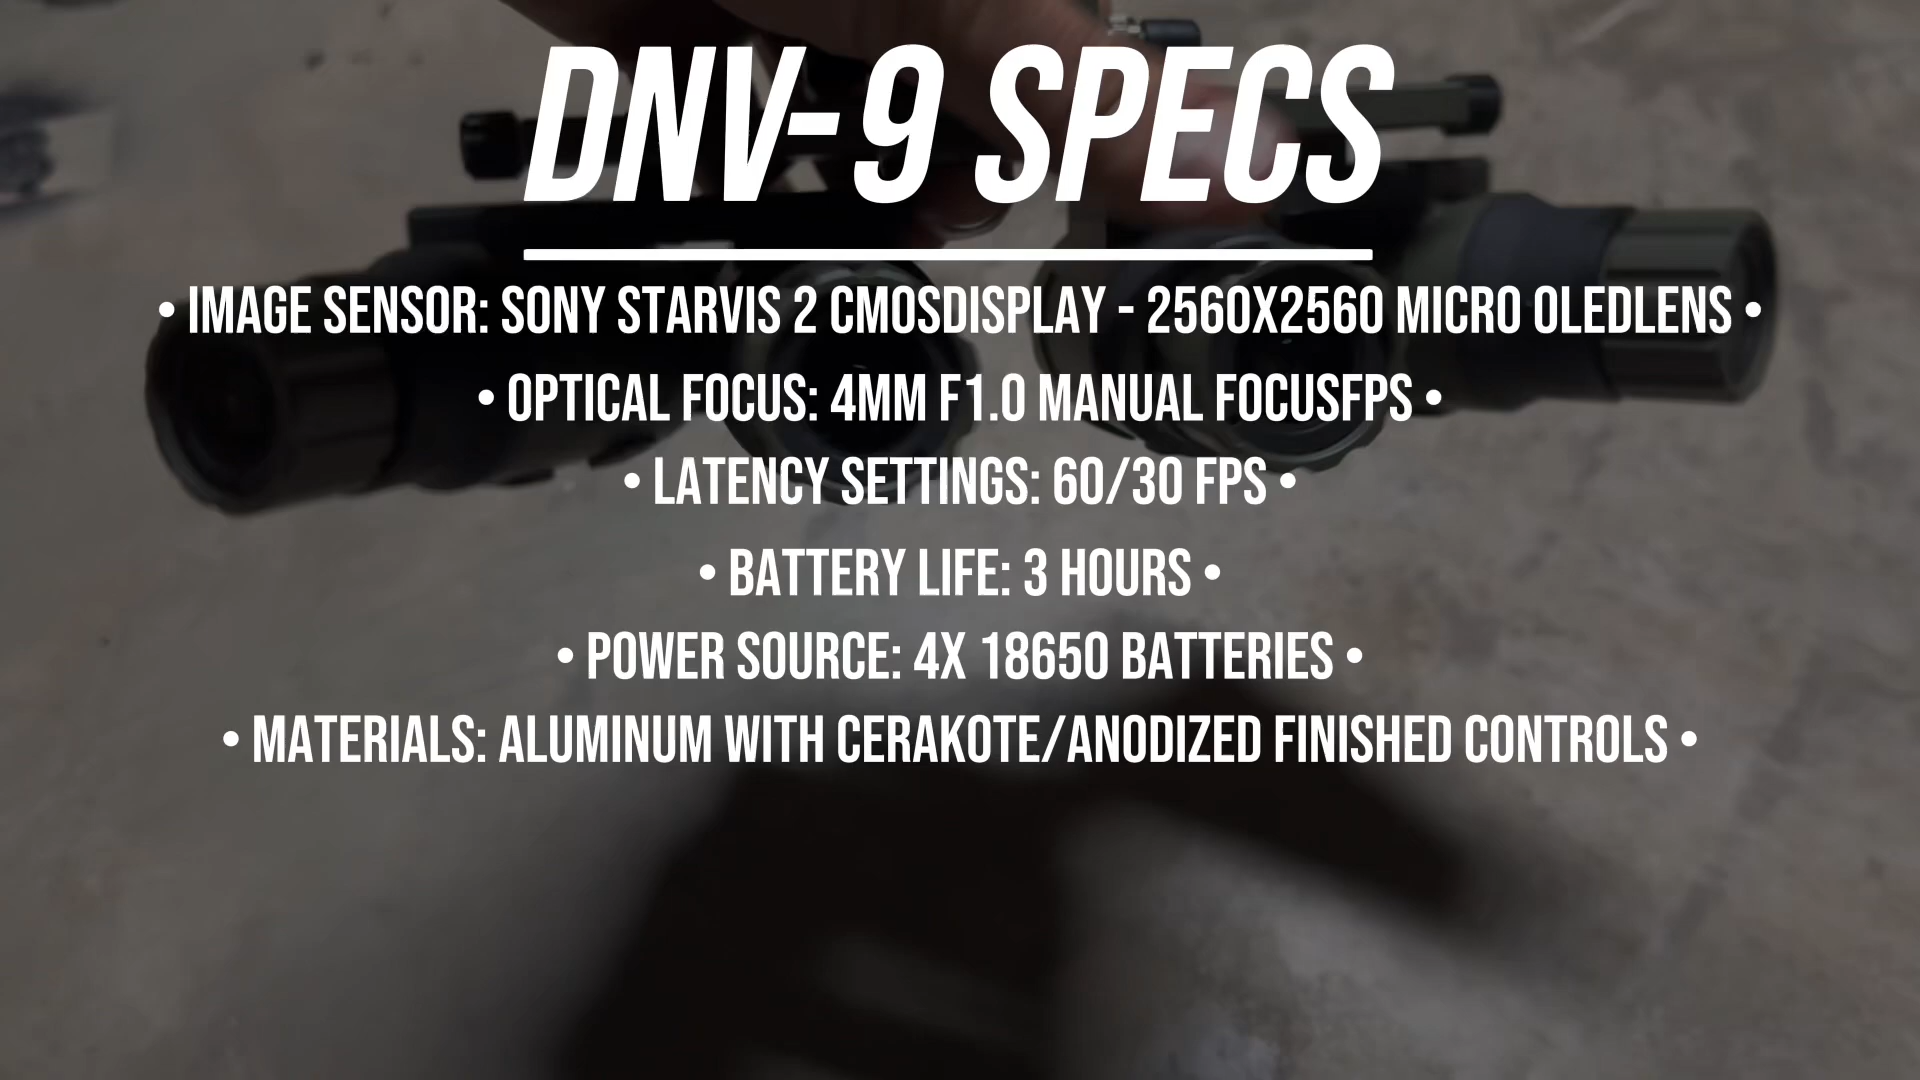 DNV-9 SPECS
• IMAGE SENSOR: SONY STARVIS 2 CMOSDISPLAY - 2560X2560 MICRO OLEDLENS •
• OPTICAL FOCUS: 4MM F1.0 MANUAL FOCUSFPS •
• LATENCY SETTINGS: 60/30 FPS •
• BATTERY LIFE: 3 HOURS •
• POWER SOURCE: 4X 18650 BATTERIES •
• MATERIALS: ALUMINUM WITH CERAKOTE/ANODIZED FINISHED CONTROLS •